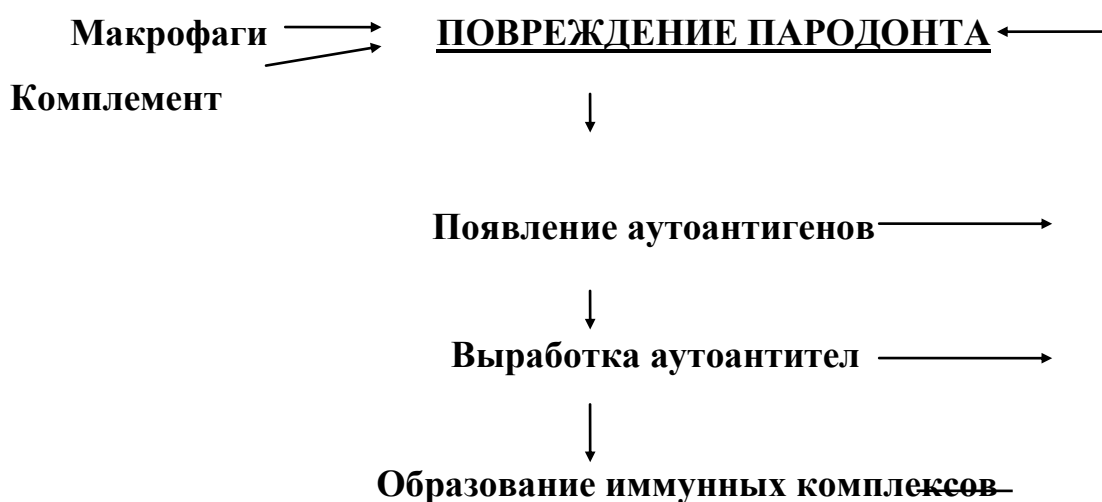 Макрофаги ПОВРЕЖДЕНИЕ ПАРОДОНТА
Комплемент
Появление аутоантигенов
Выработка аутоантител
Образование иммунных комплексов